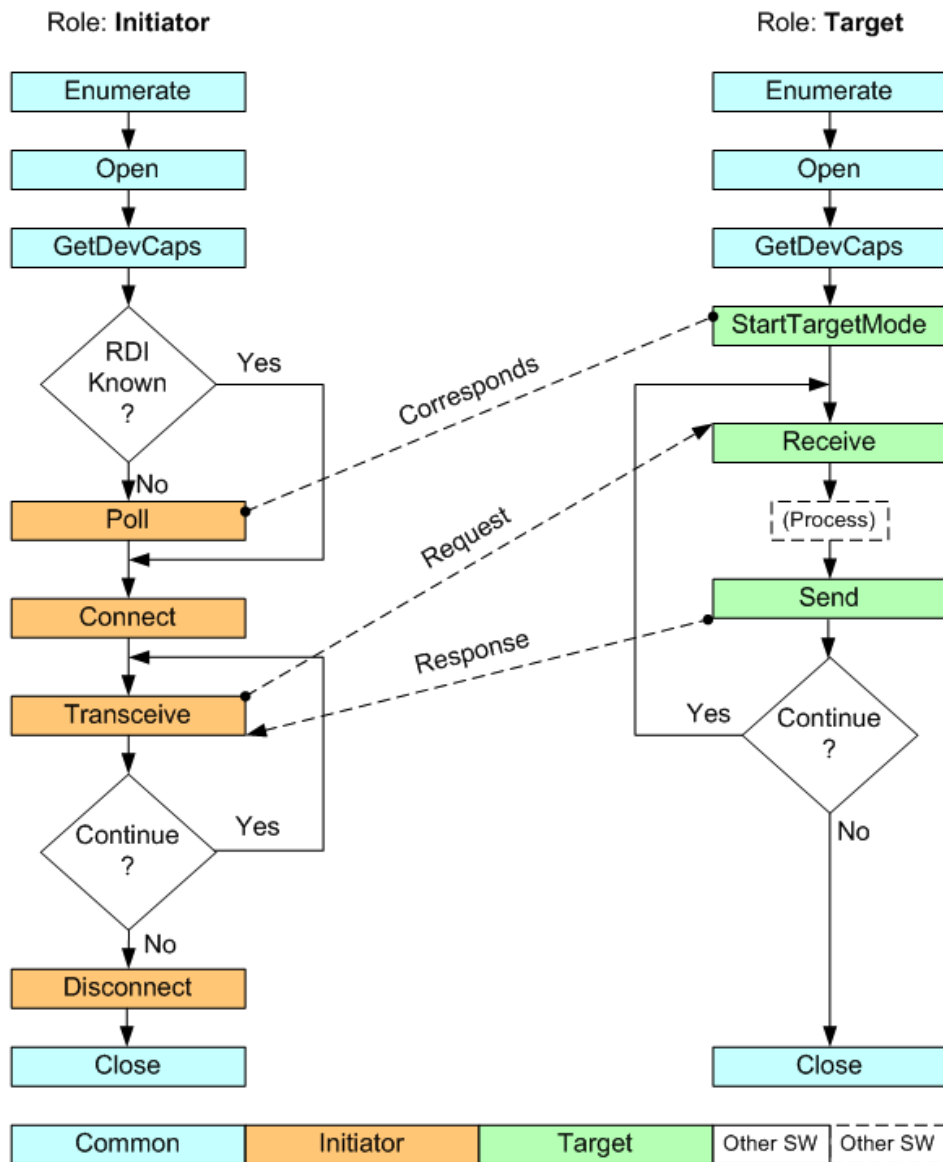 Role: Initiator
Enumerate
Open
GetDevCaps
RDI
Known
?
Yes
No
Poll
Connect
Transceive
Continue
?
Yes
No
Disconnect
Close
Corresponds
Request
Response
Role: Target
Enumerate
Open
GetDevCaps
StartTargetMode
Receive
(Process)
Send
Yes
Continue
?
No
Close
Common
Initiator
Target
Other SW
Other SW